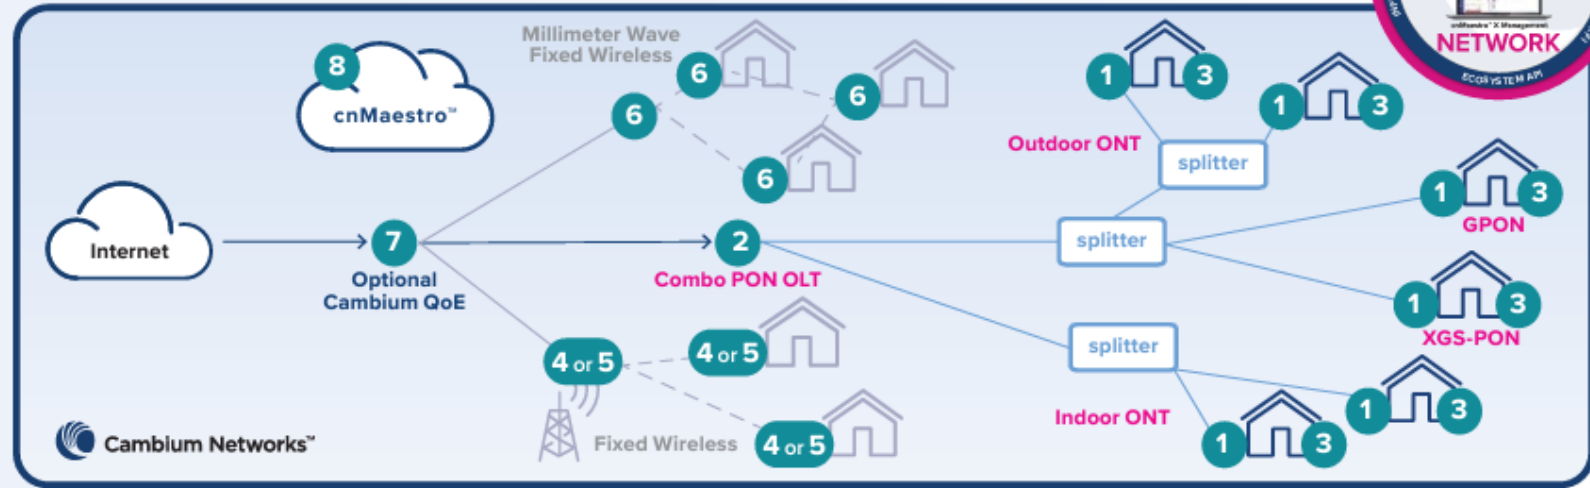 Millimeter Wave
Fixed Wireless
8
cnMaestro™
6
6
6
6
Internet
7
Optional
Cambium QoE
2
Combo PON OLT
4 or 5
4 or 5
4 or 5
Fixed Wireless
Cambium Networks™
1
3
1
3
Outdoor ONT
splitter
splitter
1
3
GPON
1
3
XGS-PON
splitter
Indoor ONT
1
3
1
3
cnMaestro™ X Management
NETWORK
ECOSYSTEM API